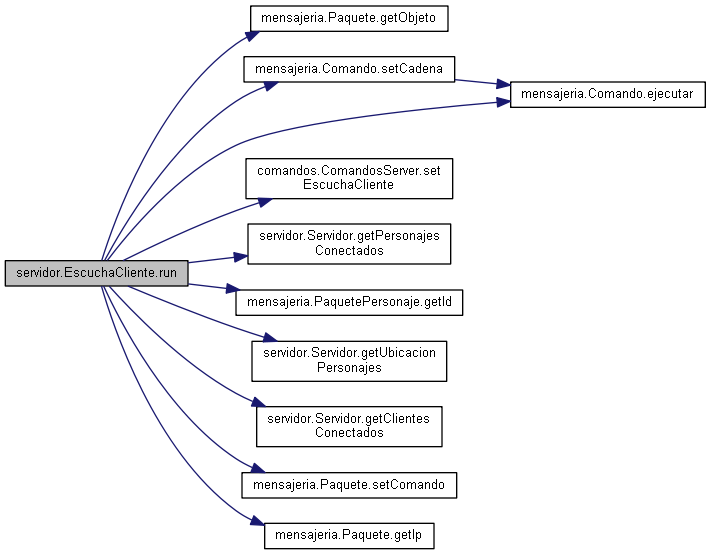 mensajeria.Paquete.getObjeto
mensajeria.Comando.setCadena
mensajeria.Comando.ejecutar
comandos.ComandosServer.set
EscuchaCliente
servidor.Servidor.getPersonajes
Conectados
servidor.EscuchaCliente.run
mensajeria.PaquetePersonaje.getId
servidor.Servidor.getUbicacion
Personajes
servidor.Servidor.getClientes
Conectados
mensajeria.Paquete.setComando
mensajeria.Paquete.getIp